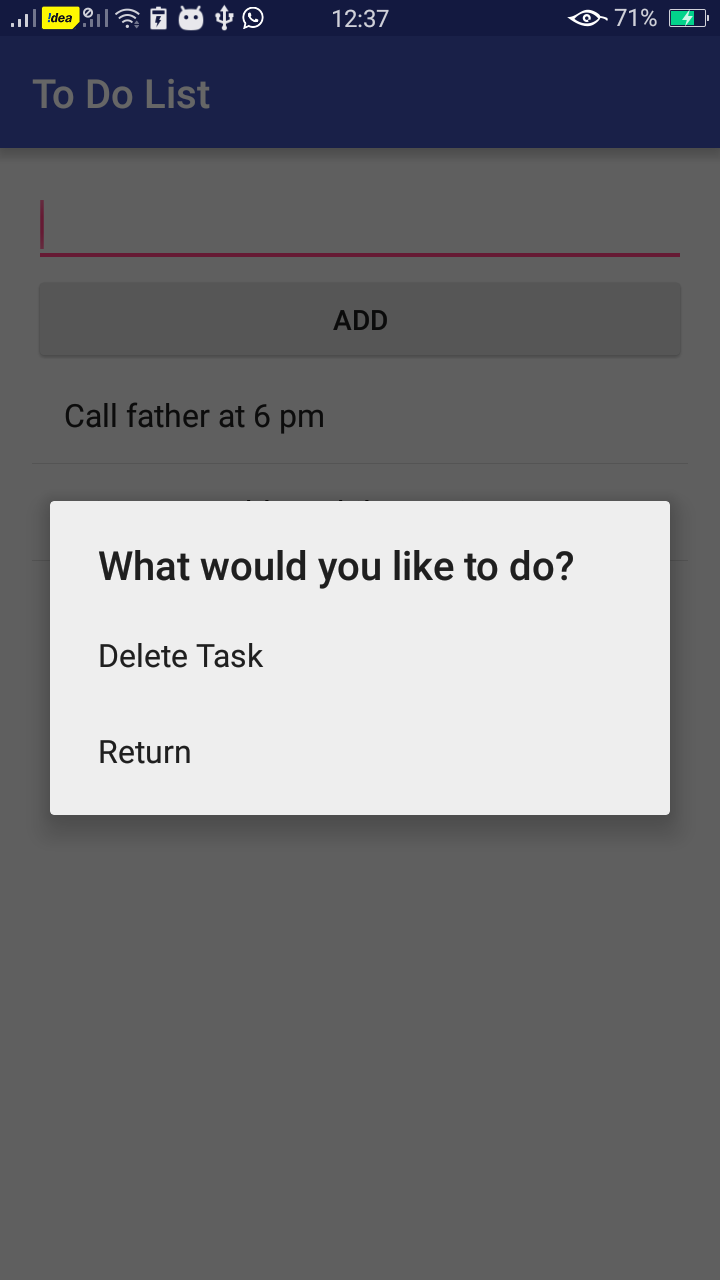 !dea 12:37 71%
To Do List
ADD
Call father at 6 pm
What would you like to do?
Delete Task
Return